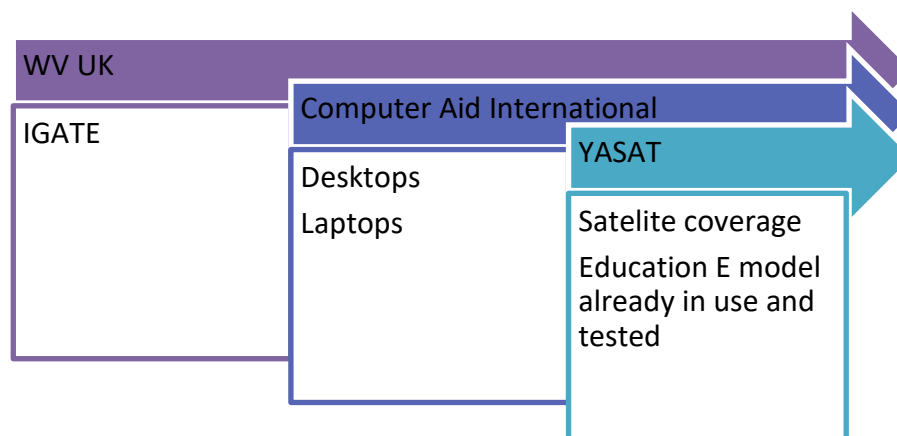 WV UK
IGATE
Computer Aid International
Desktops
Laptops
YASAT
Satelite coverage
Education E model
already in use and
tested